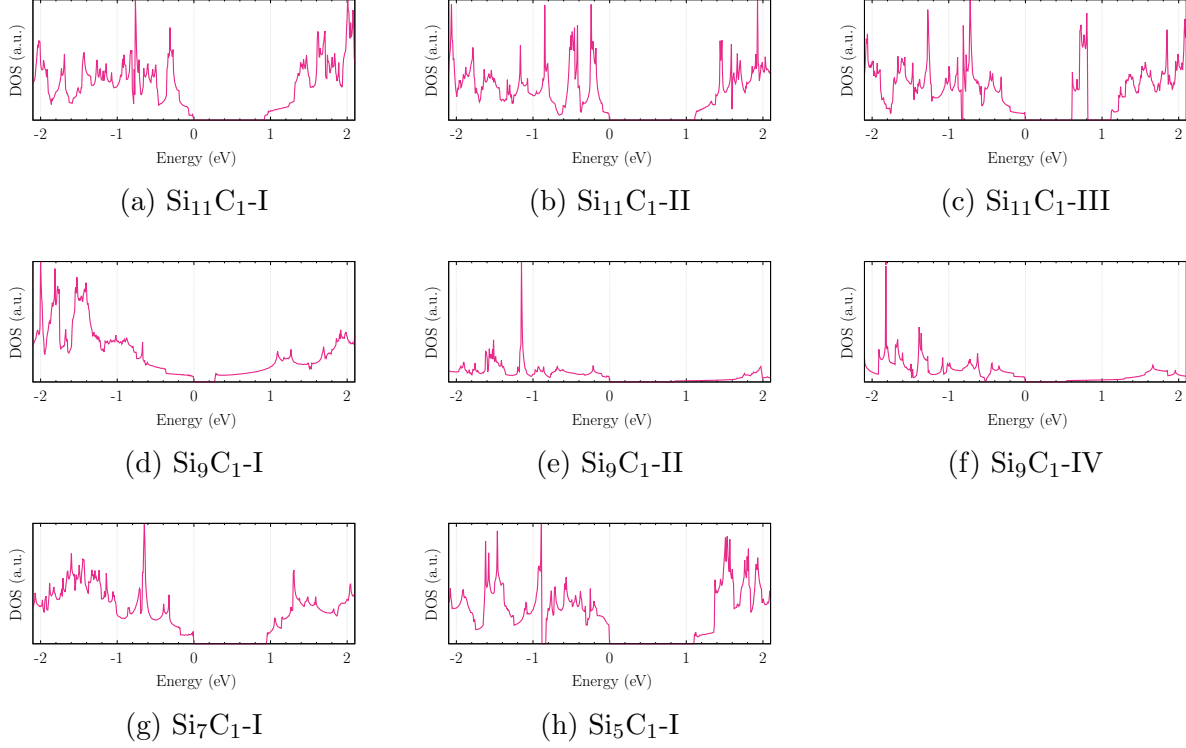 DOS (a.u.)
-2 -1 0 1 2
Energy (eV)
(a) Si₁₁C₁-I
DOS (a.u.)
-2 -1 0 1 2
Energy (eV)
(b) Si₁₁C₁-II
DOS (a.u.)
-2 -1 0 1 2
Energy (eV)
(c) Si₁₁C₁-III
DOS (a.u.)
-2 -1 0 1 2
Energy (eV)
(d) Si₉C₁-I
DOS (a.u.)
-2 -1 0 1 2
Energy (eV)
(e) Si₉C₁-II
DOS (a.u.)
-2 -1 0 1 2
Energy (eV)
(f) Si₉C₁-IV
DOS (a.u.)
-2 -1 0 1 2
Energy (eV)
(g) Si₇C₁-I
DOS (a.u.)
-2 -1 0 1 2
Energy (eV)
(h) Si₅C₁-I